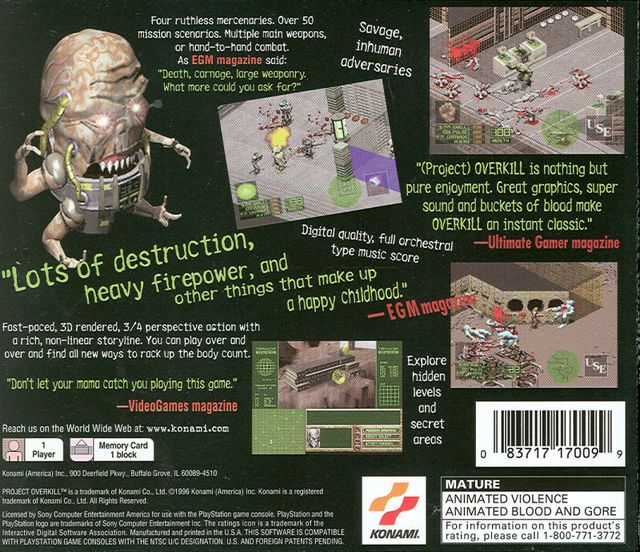 Four ruthless mercenaries. Over 50
mission scenarios. Multiple main weapons,
or hand-to-hand combat.
As EGM magazine said:
"Death, carnage, large weaponry.
What more could you ask for?"
Savage,
inhuman
adversaries
USE
HEALTH
"(Project) OVERKILL is nothing but
pure enjoyment. Great graphics, super
sound and buckets of blood make
OVERKILL an instant classic."
—Ultimate Gamer magazine
Digital quality, full orchestral
type music score
"Lots of destruction,
heavy firepower, and
other things that make up
a happy childhood."
—EGM magazine
Fast-paced, 3D rendered, 3/4 perspective action with
a rich, non-linear storyline. You can play over and
over and find all new ways to rack up the body count.
"Don't let your mama catch you playing this game."
—VideoGames magazine
USE
Explore
hidden
levels
and
secret
areas
Reach us on the World Wide Web at: www.konami.com
1
Player
Memory Card
1 block
0 83717 17009 9
Konami (America) Inc., 900 Deerfield Pkwy., Buffalo Grove, IL 60089-4510
PROJECT OVERKILL™ is a trademark of Konami Co., Ltd. ©1996 Konami (America) Inc. Konami is a registered
trademark of Konami Co., Ltd. All Rights Reserved.
Licensed by Sony Computer Entertainment America for use with the PlayStation game console. PlayStation and the
PlayStation logo are trademarks of Sony Computer Entertainment Inc. The ratings icon is a trademark of the
Interactive Digital Software Association. Manufactured and printed in the U.S.A. THIS SOFTWARE IS COMPATIBLE
WITH PLAYSTATION GAME CONSOLES WITH THE NTSC U/C DESIGNATION. U.S. AND FOREIGN PATENTS PENDING.
KONAMI
MATURE
ANIMATED VIOLENCE
ANIMATED BLOOD AND GORE
For information on this product's
rating, please call 1-800-771-3772